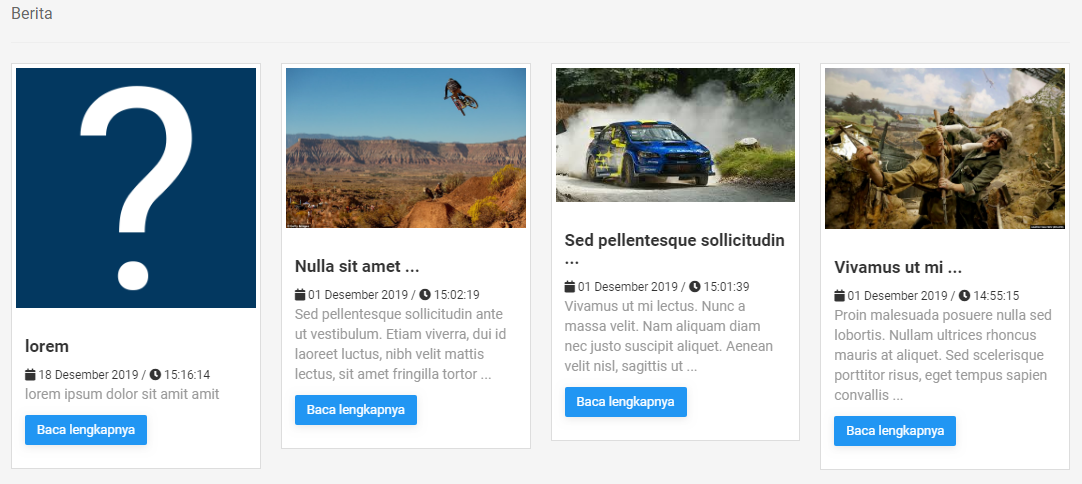 Berita
?
lorem
18 Desember 2019 / 15:16:14
lorem ipsum dolor sit amit amit
Baca lengkapnya
Nulla sit amet ...
01 Desember 2019 / 15:02:19
Sed pellentesque sollicitudin ante
ut vestibulum. Etiam viverra, dui id
laoreet luctus, nibh velit mattis
lectus, sit amet fringilla tortor ...
Baca lengkapnya
Sed pellentesque sollicitudin
...
01 Desember 2019 / 15:01:39
Vivamus ut mi lectus. Nunc a
massa velit. Nam aliquam diam
nec justo suscipit aliquet. Aenean
velit nisl, sagittis ut ...
Baca lengkapnya
Vivamus ut mi ...
01 Desember 2019 / 14:55:15
Proin malesuada posuere nulla sed
lobortis. Nullam ultrices rhoncus
mauris at aliquet. Sed scelerisque
porttitor risus, eget tempus sapien
convallis ...
Baca lengkapnya